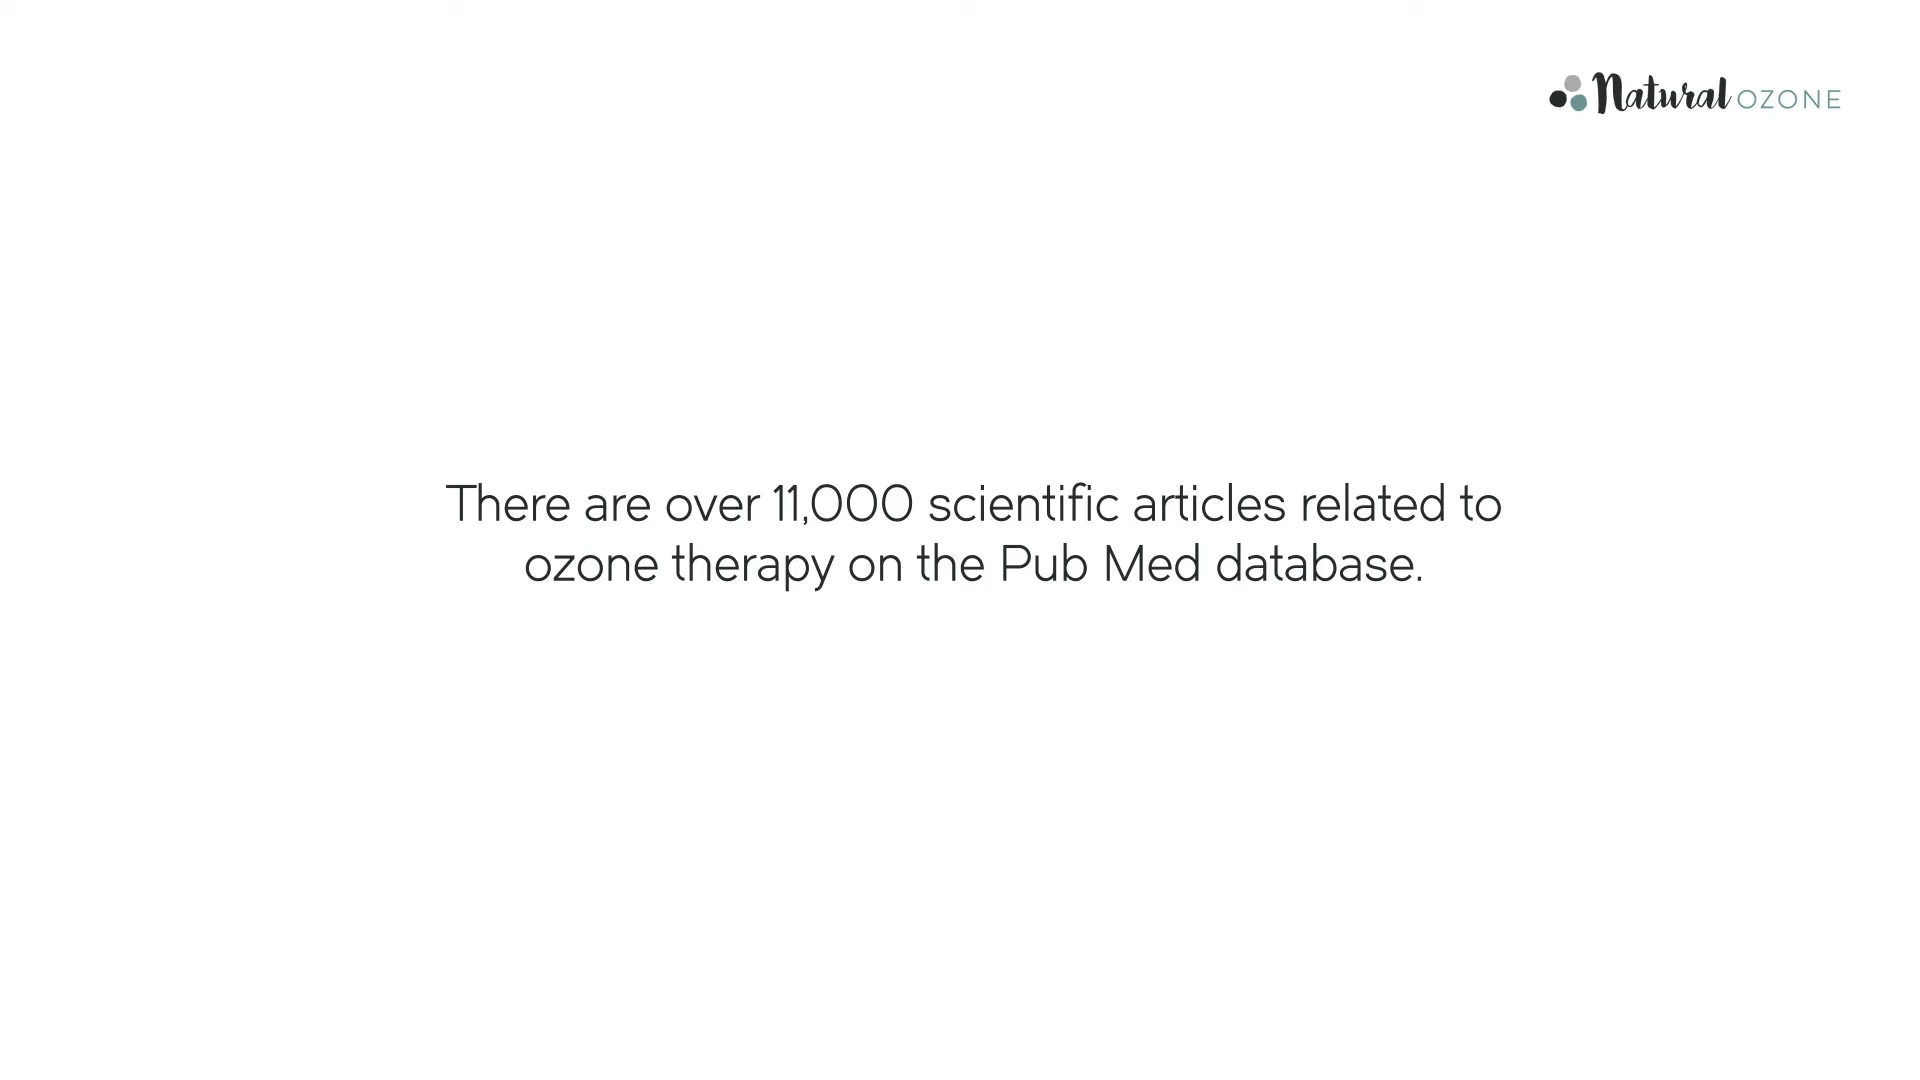 Natural OZONE
There are over 11,000 scientific articles related to
ozone therapy on the Pub Med database.